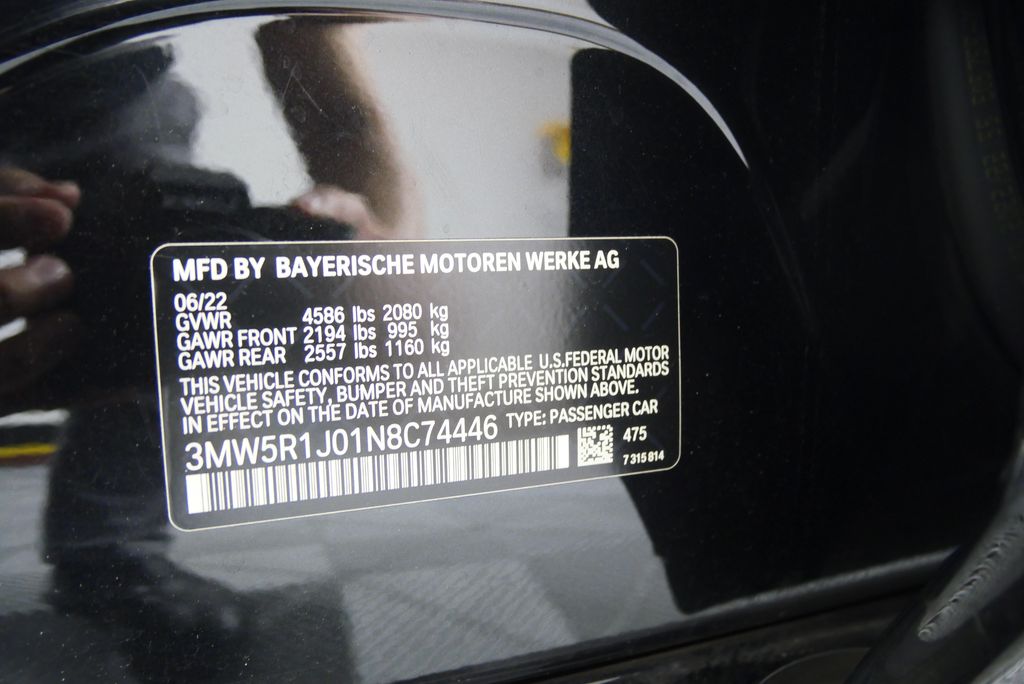 MFD BY BAYERISCHE MOTOREN WERKE AG
06/22
GVWR 4586 lbs 2080 kg
GAWR FRONT 2194 lbs 995 kg
GAWR REAR 2557 lbs 1160 kg
THIS VEHICLE CONFORMS TO ALL APPLICABLE U.S.FEDERAL MOTOR
VEHICLE SAFETY, BUMPER AND THEFT PREVENTION STANDARDS
IN EFFECT ON THE DATE OF MANUFACTURE SHOWN ABOVE.
3MW5R1J01N8C74446 TYPE: PASSENGER CAR
475
7 315 814